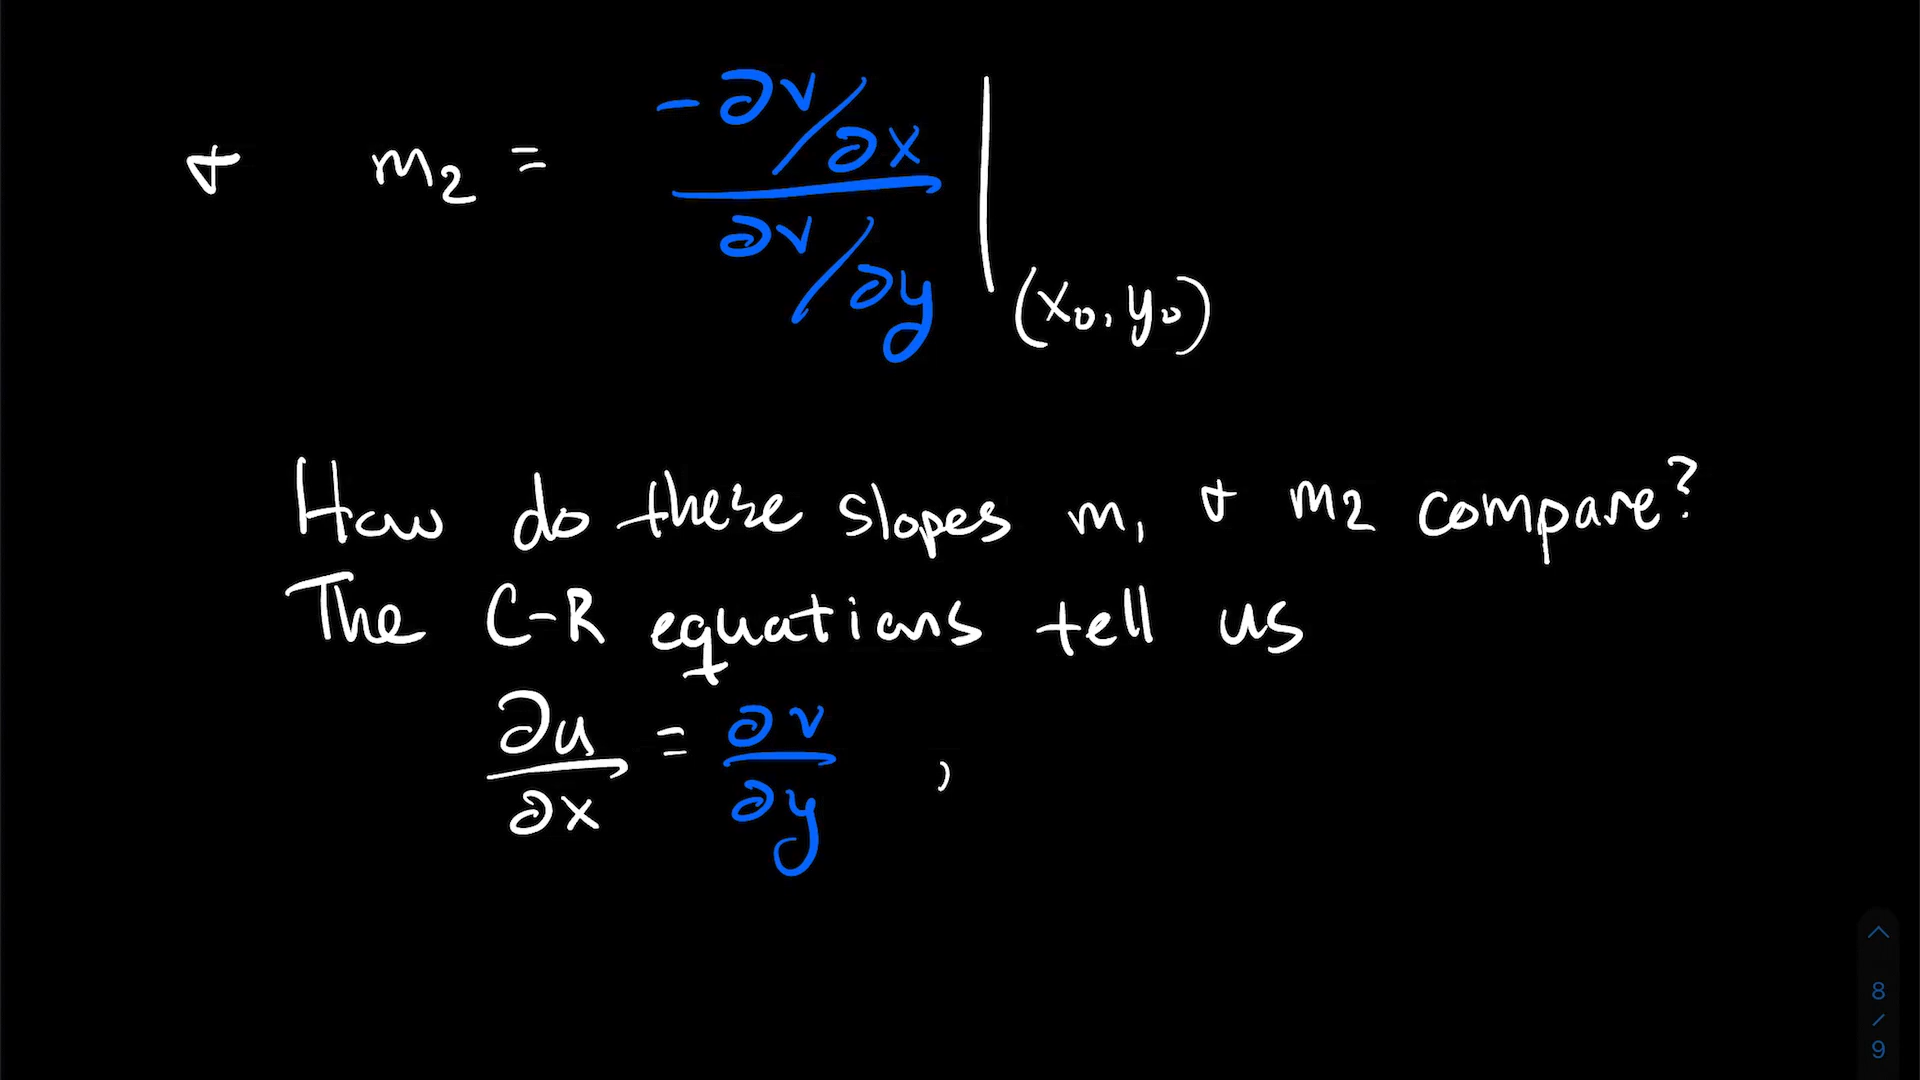 & m₂ = -∂v/∂x / ∂v/∂y | (x₀, y₀)
How do these slopes m₁ & m₂ compare?
The C-R equations tell us
∂u/∂x = ∂v/∂y ,
8
/
9